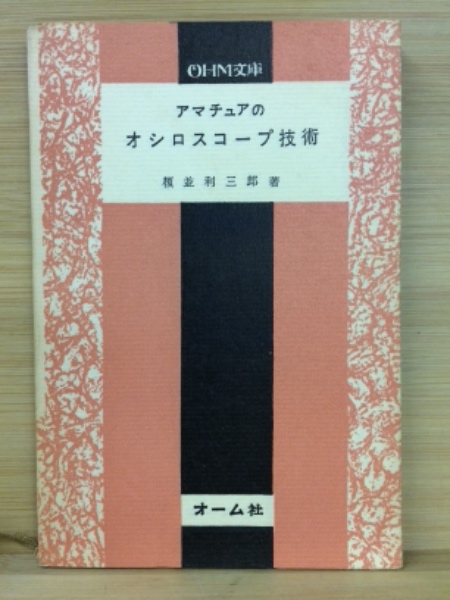 OHM文庫
アマチュアの
オシロスコープ技術
榎並利三郎 著
オーム社